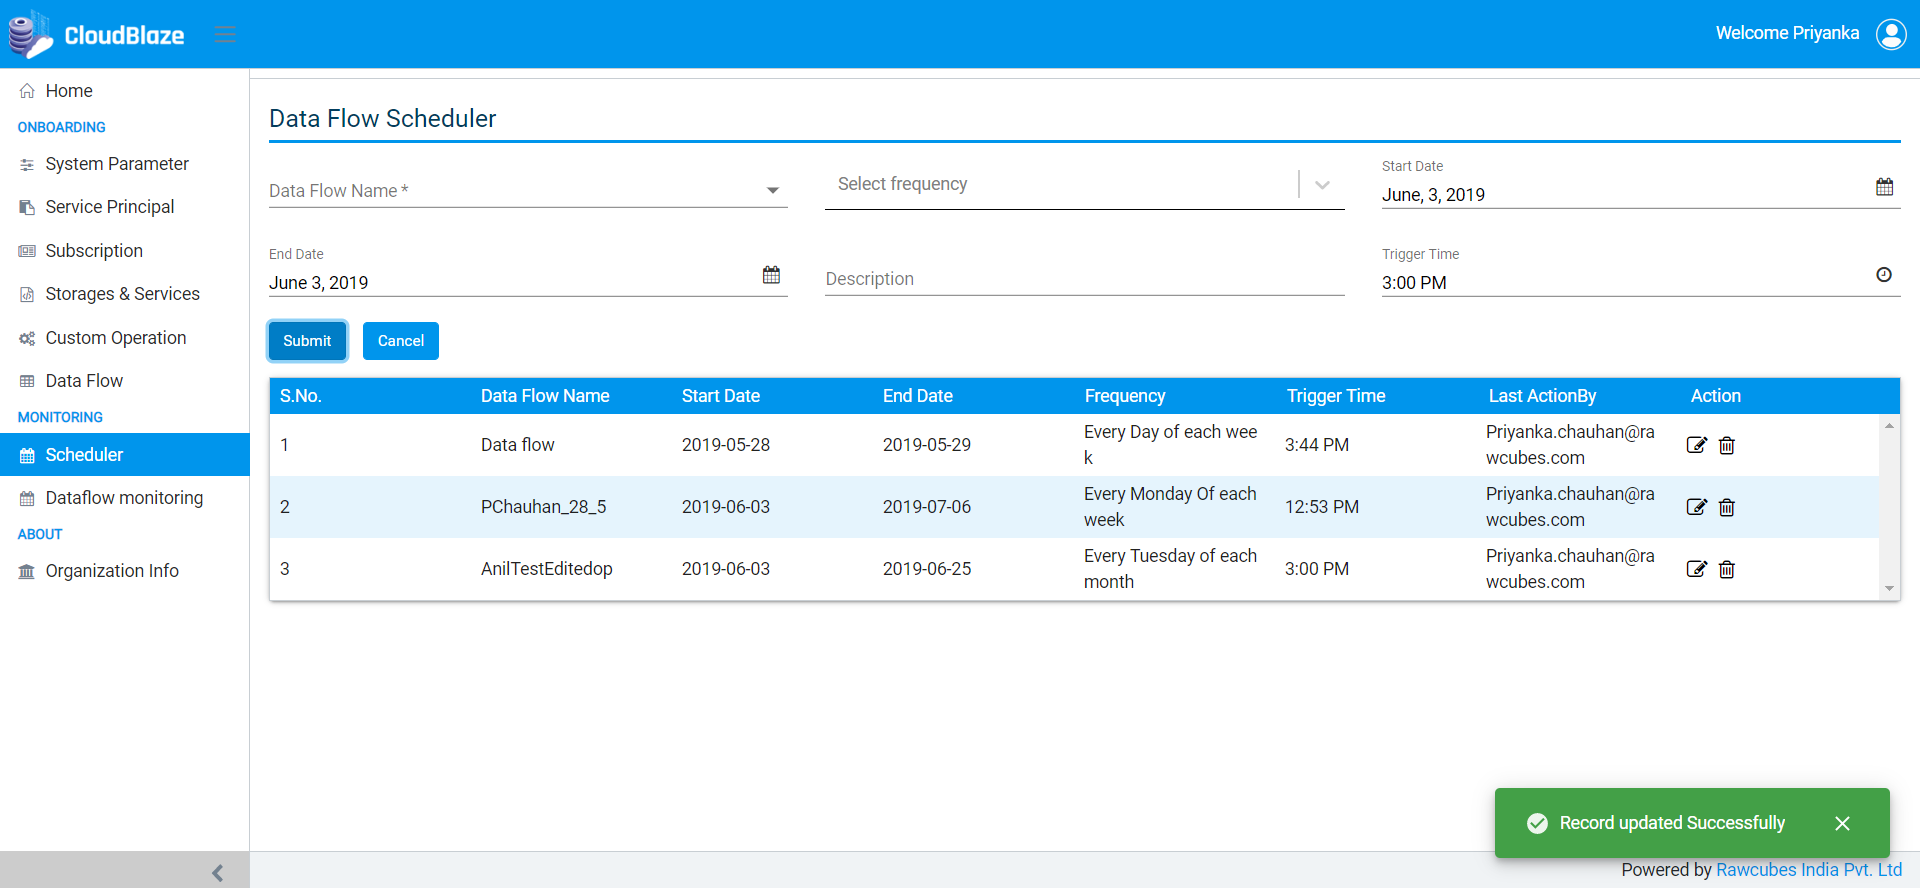 CloudBlaze
Welcome Priyanka
Home
ONBOARDING
System Parameter
Service Principal
Subscription
Storages & Services
Custom Operation
Data Flow
MONITORING
Scheduler
Dataflow monitoring
ABOUT
Organization Info
Data Flow Scheduler
Data Flow Name *
Select frequency
Start Date
June, 3, 2019
End Date
June 3, 2019
Description
Trigger Time
3:00 PM
Submit
Cancel
S.No. Data Flow Name Start Date End Date Frequency Trigger Time Last ActionBy Action
1 Data flow 2019-05-28 2019-05-29 Every Day of each wee 3:44 PM Priyanka.chauhan@ra
k wcubes.com
2 PChauhan_28_5 2019-06-03 2019-07-06 Every Monday Of each 12:53 PM Priyanka.chauhan@ra
week wcubes.com
3 AnilTestEditedop 2019-06-03 2019-06-25 Every Tuesday of each 3:00 PM Priyanka.chauhan@ra
month wcubes.com
Record updated Successfully
Powered by Rawcubes India Pvt. Ltd